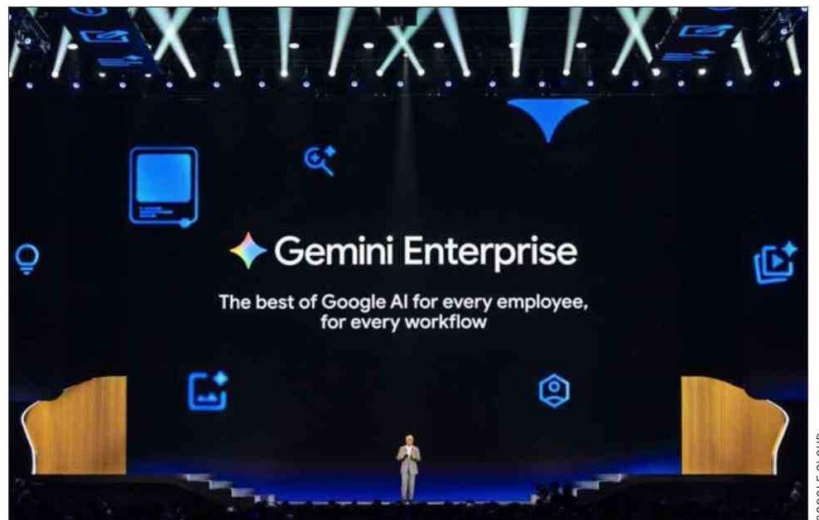 Gemini Enterprise
The best of Google AI for every employee,
for every workflow
GOOGLE CLOUD